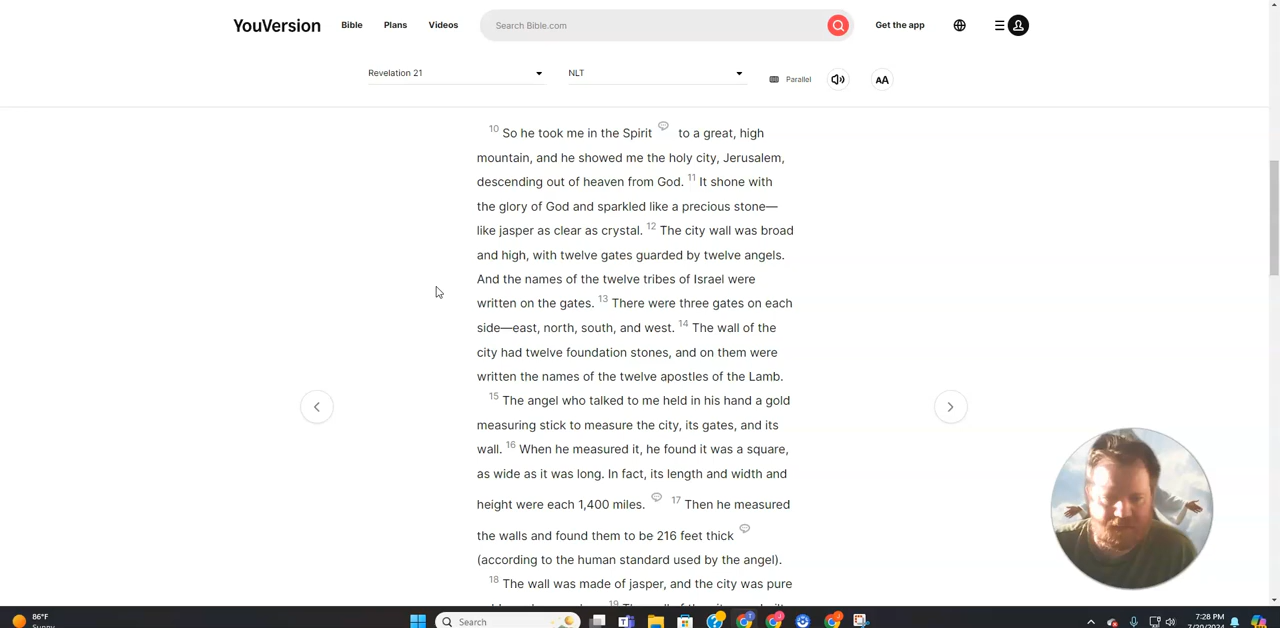 YouVersion Bible Plans Videos Search Bible.com Get the app
Revelation 21 NLT Parallel AA
10 So he took me in the Spirit to a great, high
mountain, and he showed me the holy city, Jerusalem,
descending out of heaven from God. 11 It shone with
the glory of God and sparkled like a precious stone—
like jasper as clear as crystal. 12 The city wall was broad
and high, with twelve gates guarded by twelve angels.
And the names of the twelve tribes of Israel were
written on the gates. 13 There were three gates on each
side—east, north, south, and west. 14 The wall of the
city had twelve foundation stones, and on them were
written the names of the twelve apostles of the Lamb.
15 The angel who talked to me held in his hand a gold
measuring stick to measure the city, its gates, and its
wall. 16 When he measured it, he found it was a square,
as wide as it was long. In fact, its length and width and
height were each 1,400 miles. 17 Then he measured
the walls and found them to be 216 feet thick
(according to the human standard used by the angel).
18 The wall was made of jasper, and the city was pure
19
86°F
Sunny
Search
7:28 PM